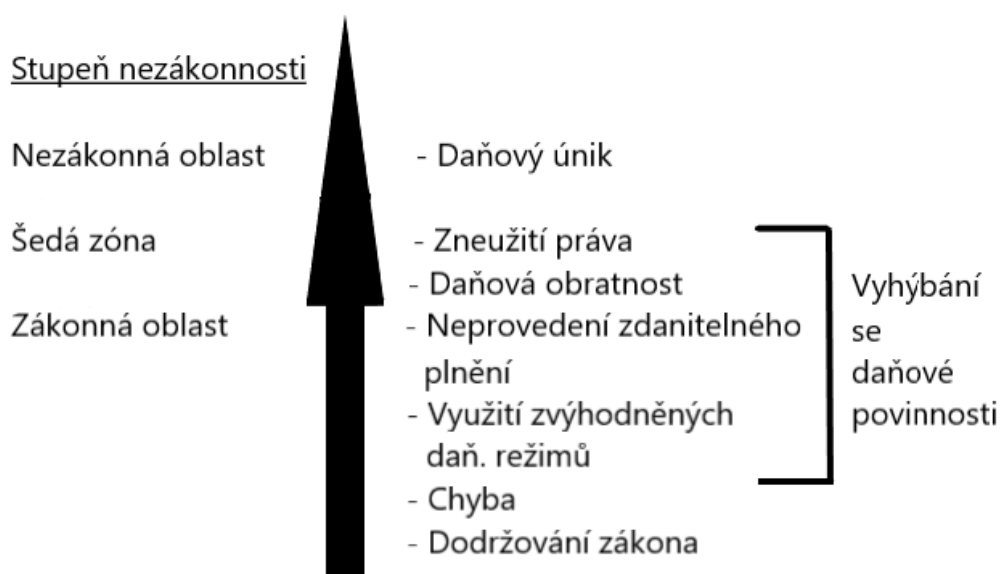 Stupeň nezákonnosti
Nezákonná oblast - Daňový únik
Šedá zóna - Zneužití práva
- Daňová obratnost
Zákonná oblast - Neprovedení zdanitelného
plnění
- Využití zvýhodněných
daň. režimů
- Chyba
- Dodržování zákona
Vyhýbání
se
daňové
povinnosti